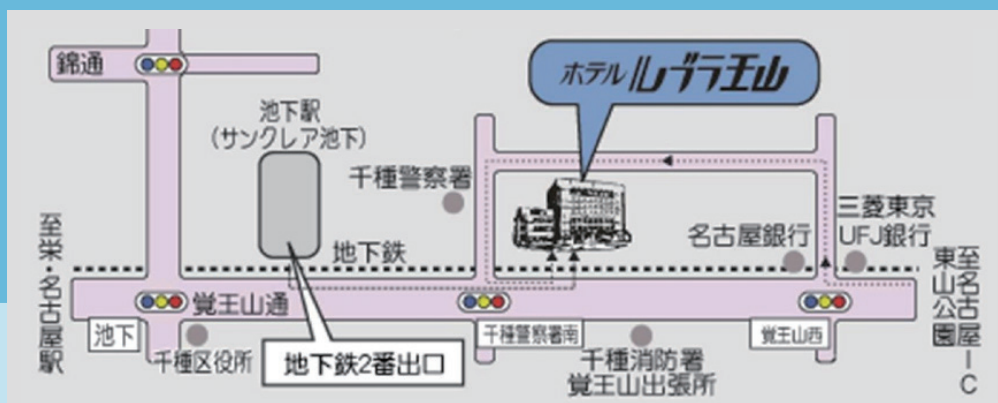 錦通
ホテル ルブラ王山
池下駅
(サンクレア池下)
千種警察署
三菱東京
UFJ銀行
名古屋銀行
地下鉄
至栄・名古屋駅
至名古屋IC
東山公園
覚王山通
池下
千種区役所
地下鉄2番出口
千種警察署南
千種消防署
覚王山出張所
覚王山西